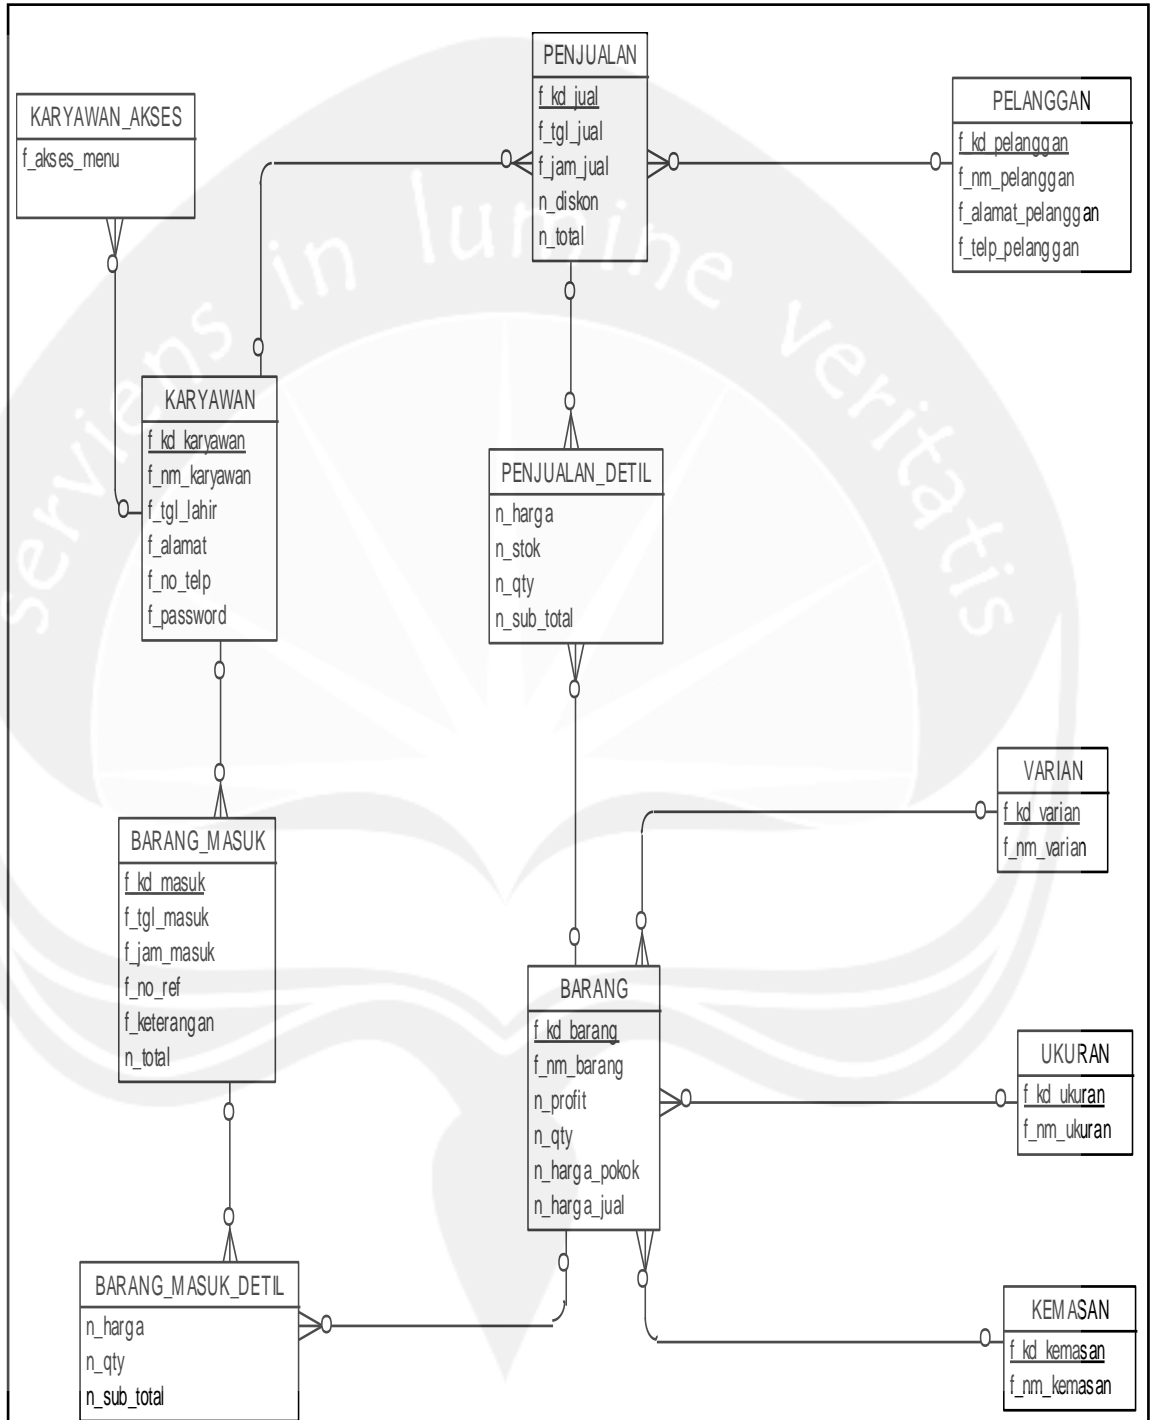 serviens in lumine veritatis
PENJUALAN
f_kd_jual
f_tgl_jual
f_jam_jual
n_diskon
n_total
KARYAWAN_AKSES
f_akses_menu
PELANGGAN
f_kd_pelanggan
f_nm_pelanggan
f_alamat_pelanggan
f_telp_pelanggan
KARYAWAN
f_kd_karyawan
f_nm_karyawan
f_tgl_lahir
f_alamat
f_no_telp
f_password
PENJUALAN_DETIL
n_harga
n_stok
n_qty
n_sub_total
VARIAN
f_kd_varian
f_nm_varian
BARANG_MASUK
f_kd_masuk
f_tgl_masuk
f_jam_masuk
f_no_ref
f_keterangan
n_total
BARANG
f_kd_barang
f_nm_barang
n_profit
n_qty
n_harga_pokok
n_harga_jual
UKURAN
f_kd_ukuran
f_nm_ukuran
BARANG_MASUK_DETIL
n_harga
n_qty
n_sub_total
KEMASAN
f_kd_kemasan
f_nm_kemasan